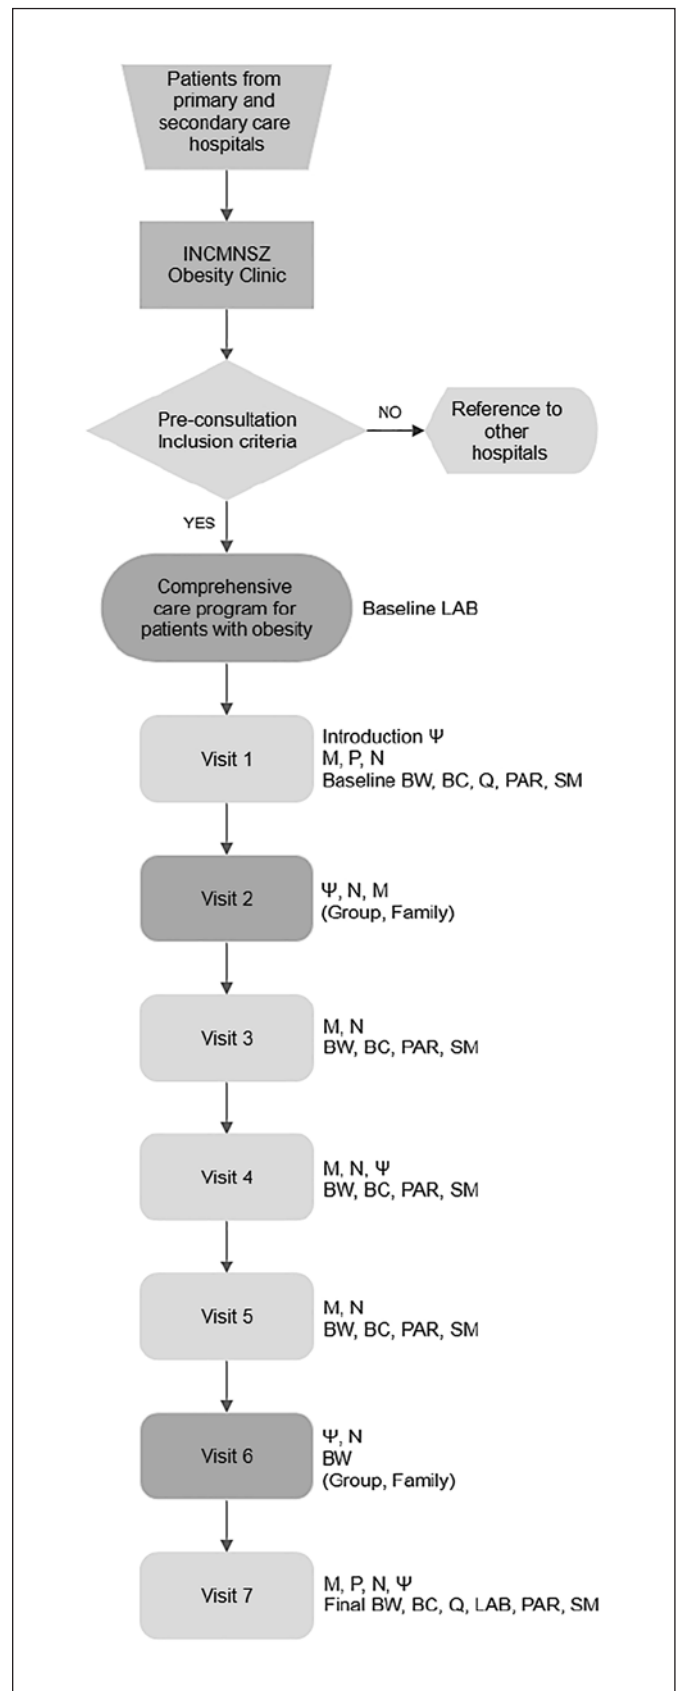 Patients from
primary and
secondary care
hospitals
INCMNSZ
Obesity Clinic
Pre-consultation
Inclusion criteria
NO
Reference to
other
hospitals
YES
Comprehensive
care program for
patients with obesity
Baseline LAB
Visit 1
Introduction Ψ
M, P, N
Baseline BW, BC, Q, PAR, SM
Visit 2
Ψ, N, M
(Group, Family)
Visit 3
M, N
BW, BC, PAR, SM
Visit 4
M, N, Ψ
BW, BC, PAR, SM
Visit 5
M, N
BW, BC, PAR, SM
Visit 6
Ψ, N
BW
(Group, Family)
Visit 7
M, P, N, Ψ
Final BW, BC, Q, LAB, PAR, SM